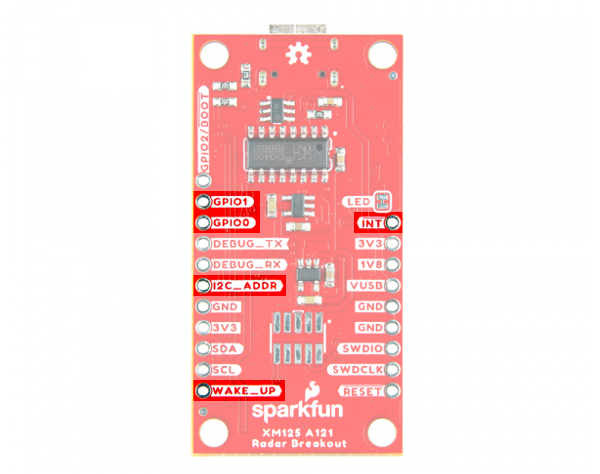 GPIO2/BOOT
GPIO1
GPIO0
DEBUG_TX
DEBUG_RX
I2C_ADDR
GND
3V3
SDA
SCL
WAKE_UP
LED
INT
3V3
1V8
VUSB
GND
GND
SWDIO
SWDCLK
RESET
sparkfun
XM125 A121
Radar Breakout